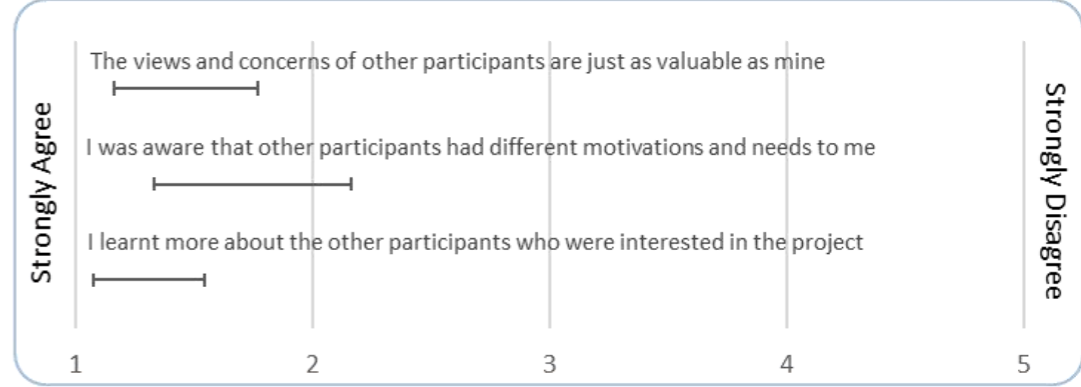 Strongly Agree
The views and concerns of other participants are just as valuable as mine
I was aware that other participants had different motivations and needs to me
I learnt more about the other participants who were interested in the project
Strongly Disagree
1 2 3 4 5